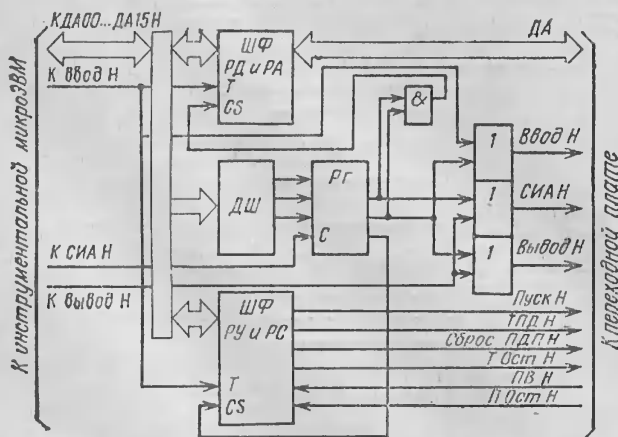 К инструментальной микроЭВМ
КДА00...ДА15Н
К Ввод Н
К СИА Н
К Вывод Н
ШФ
РД и РА
Т
CS
ДШ
Рг
С
&
ШФ
РУ и РС
Т
CS
1
1
1
ДА
Ввод Н
СИА Н
Вывод Н
Пуск Н
ТПД Н
Сброс ПДП Н
Т Ост Н
ПВ Н
П Ост Н
К переходной плате